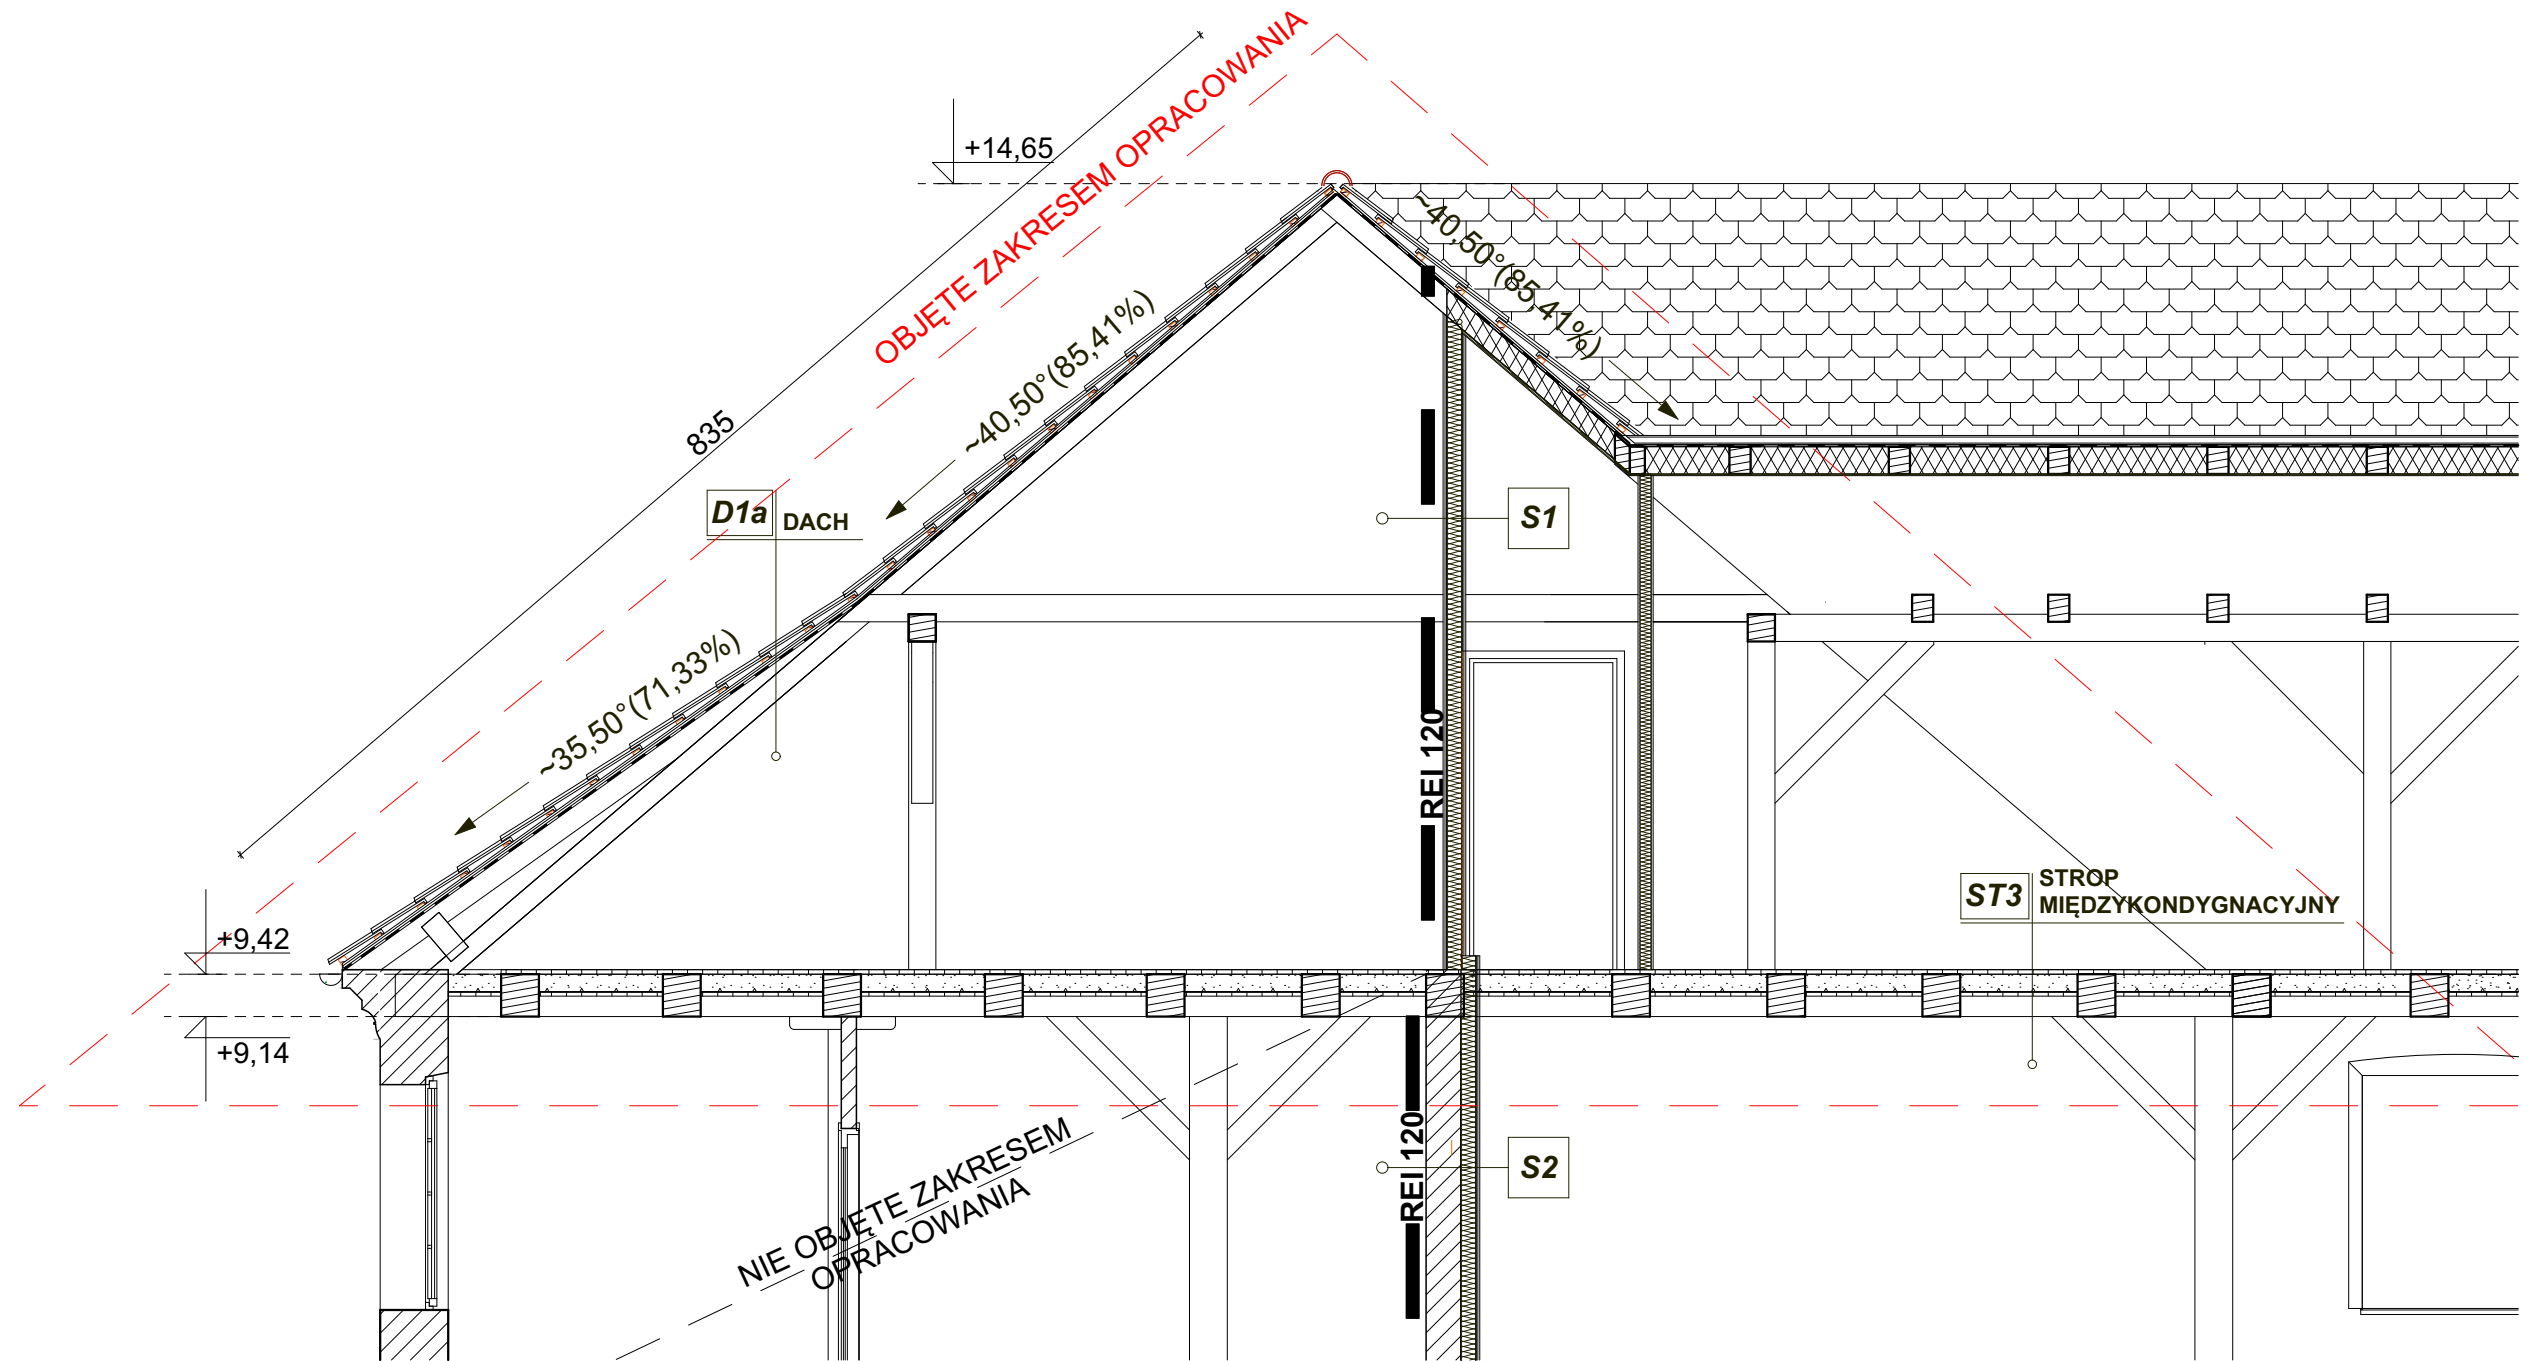 OBJĘTE ZAKRESEM OPRACOWANIA
+14,65
~40,50°(85,41%)
~40,50°(85,41%)
835
D1a DACH
S1
~35,50°(71,33%)
REI 120
ST3 STROP
MIĘDZYKONDYGNACYJNY
+9,42
+9,14
REI 120
S2
NIE OBJĘTE ZAKRESEM
OPRACOWANIA